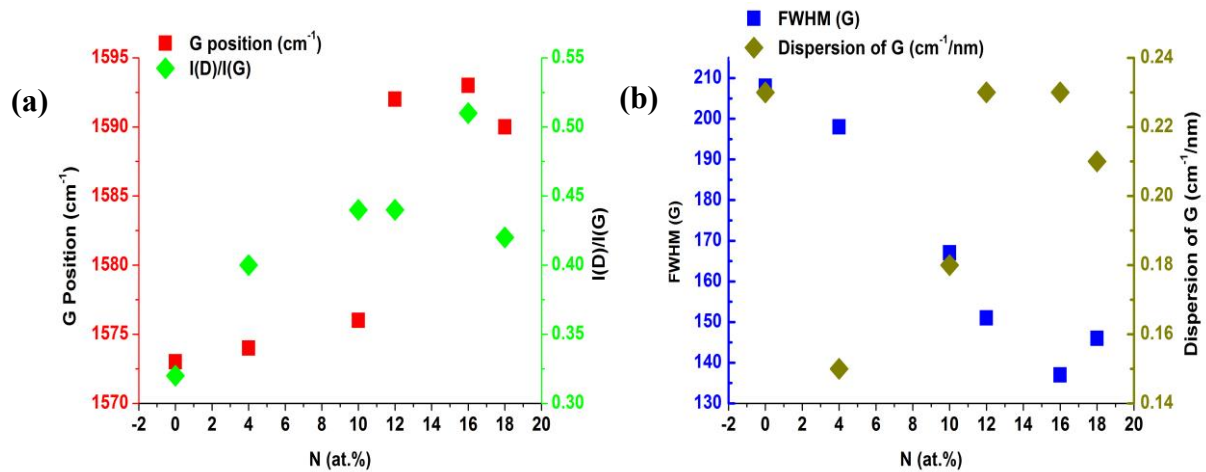 (a)
G position (cm⁻¹)
I(D)/I(G)
1595
1590
1585
1580
1575
1570
G Position (cm⁻¹)
0.55
0.50
0.45
0.40
0.35
0.30
I(D)/I(G)
-2 0 2 4 6 8 10 12 14 16 18 20
N (at.%)
(b)
FWHM (G)
Dispersion of G (cm⁻¹/nm)
210
200
190
180
170
160
150
140
130
FWHM (G)
0.24
0.22
0.20
0.18
0.16
0.14
Dispersion of G (cm⁻¹/nm)
-2 0 2 4 6 8 10 12 14 16 18 20
N (at.%)